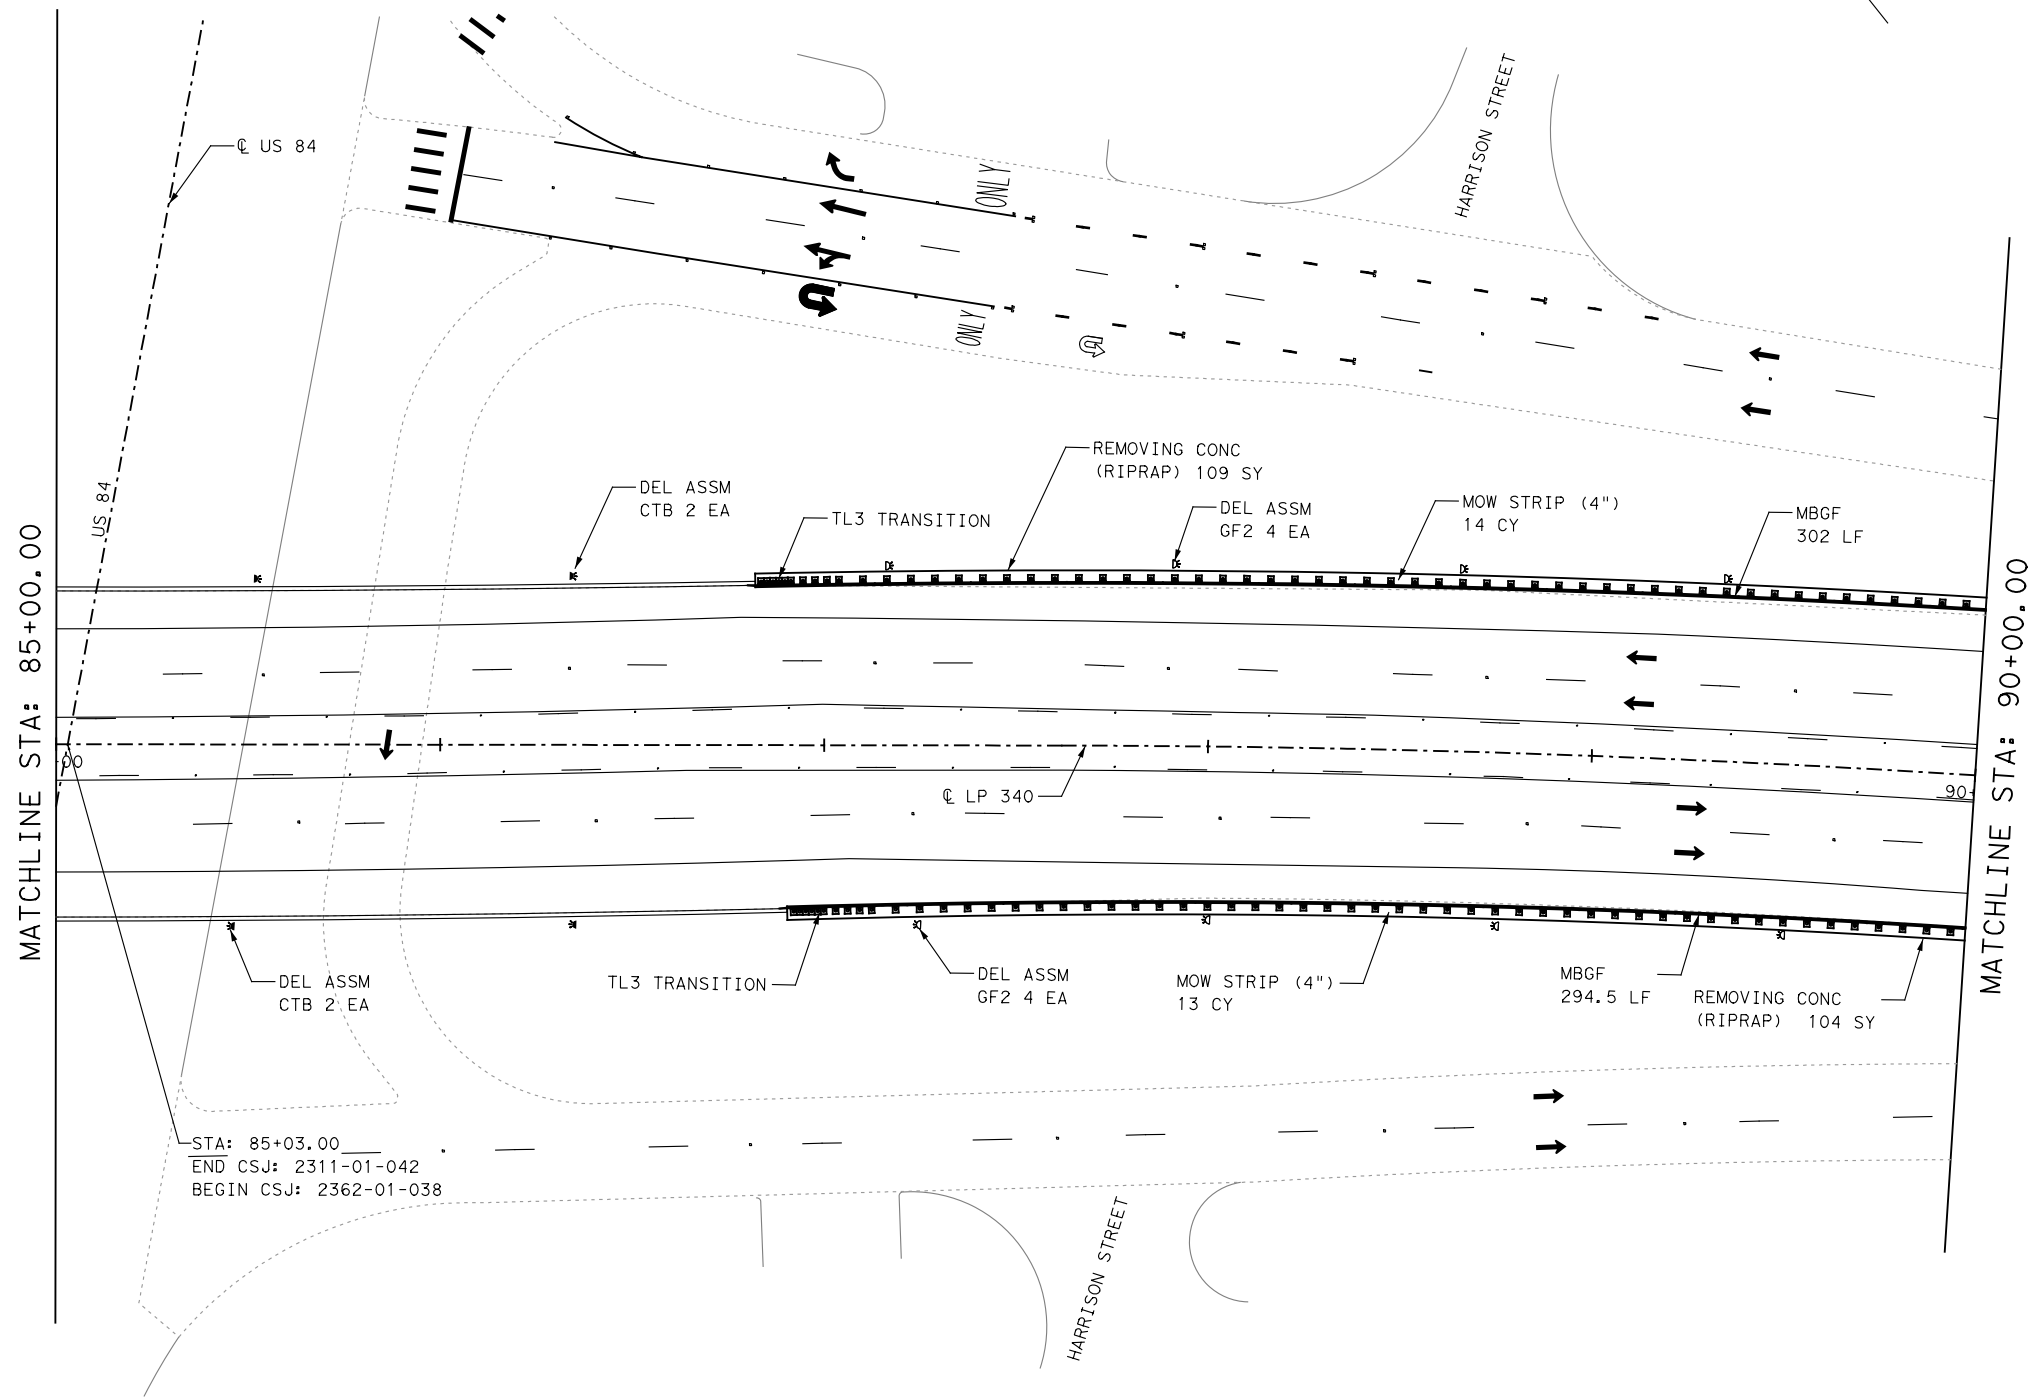 HARRISON STREET
℄ US 84
ONLY
ONLY
REMOVING CONC
(RIPRAP) 109 SY
DEL ASSM
CTB 2 EA
TL3 TRANSITION
DEL ASSM
GF2 4 EA
MOW STRIP (4")
14 CY
MBGF
302 LF
US 84
MATCHLINE STA: 85+00.00
MATCHLINE STA: 90+00.00
00
℄ LP 340
90+
DEL ASSM
CTB 2 EA
TL3 TRANSITION
DEL ASSM
GF2 4 EA
MOW STRIP (4")
13 CY
MBGF
294.5 LF
REMOVING CONC
(RIPRAP) 104 SY
STA: 85+03.00
END CSJ: 2311-01-042
BEGIN CSJ: 2362-01-038
HARRISON STREET